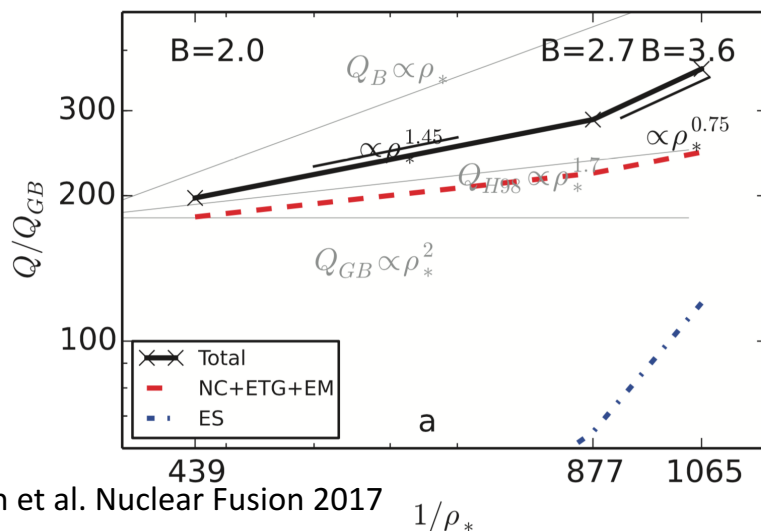 B=2.0 B=2.7 B=3.6
Q_B ∝ ρ_*
300
∝ρ_*^1.45
∝ρ_*^0.75
200
Q_H98 ∝ ρ_*^1.7
Q/Q_GB
Q_GB ∝ ρ_*^2
100
Total
NC+ETG+EM
ES
a
439 877 1065
et al. Nuclear Fusion 2017
1/ρ_*